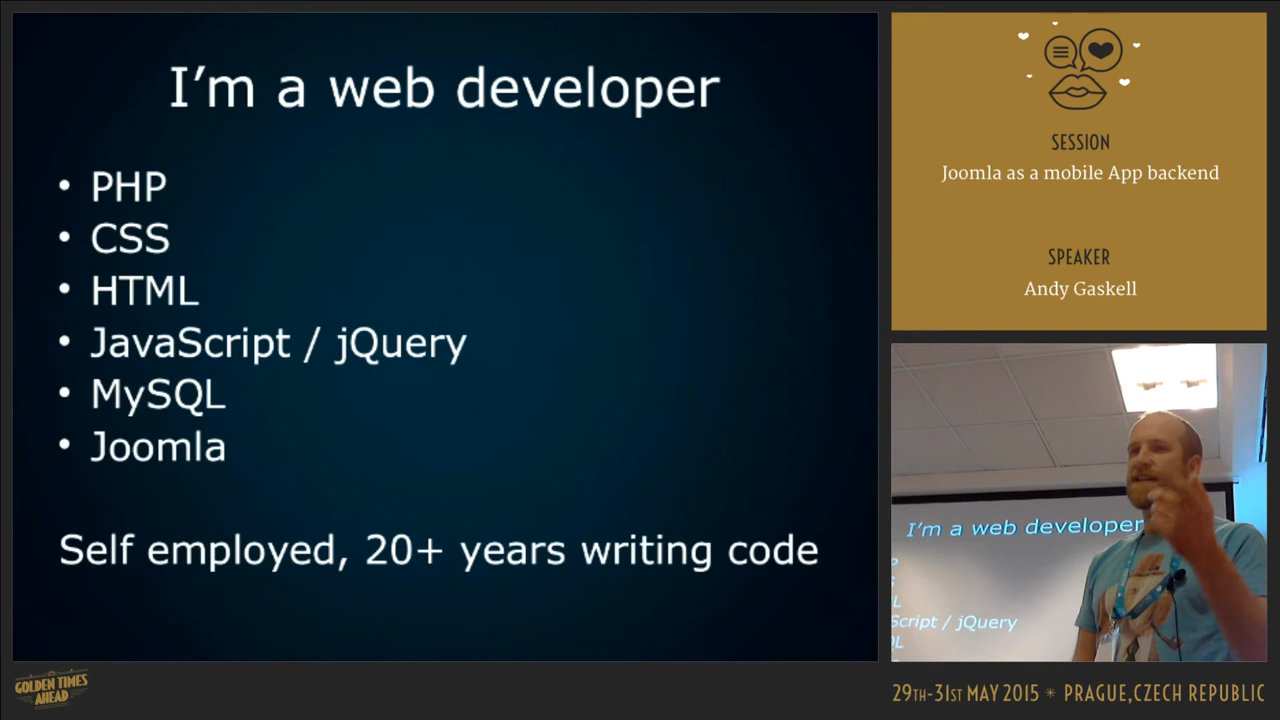 I'm a web developer
• PHP
• CSS
• HTML
• JavaScript / jQuery
• MySQL
• Joomla
Self employed, 20+ years writing code
SESSION
Joomla as a mobile App backend
SPEAKER
Andy Gaskell
I'm a web developer
P
S
L
Script / jQuery
QL
GOLDEN TIMES
AHEAD
29TH-31ST MAY 2015 * PRAGUE, CZECH REPUBLIC